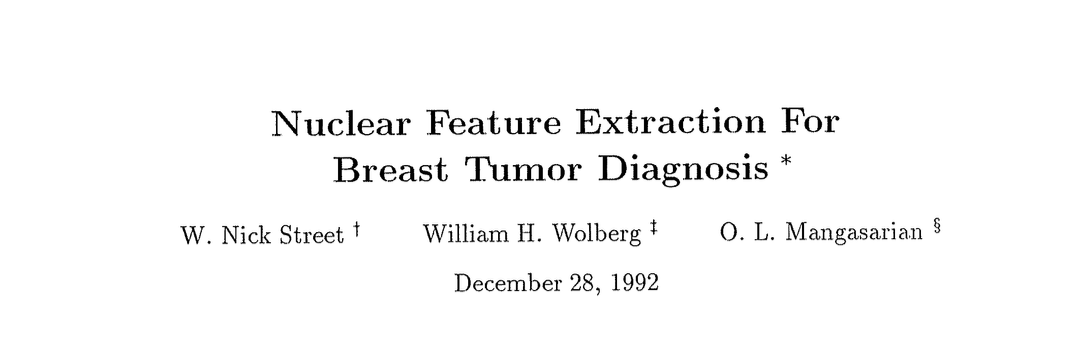 Nuclear Feature Extraction For
Breast Tumor Diagnosis *
W. Nick Street † William H. Wolberg ‡ O. L. Mangasarian §
December 28, 1992